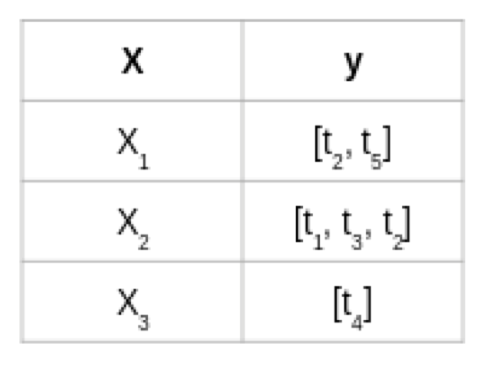 X y
X₁ [t₂, t₅]
X₂ [t₁, t₃, t₂]
X₃ [t₄]